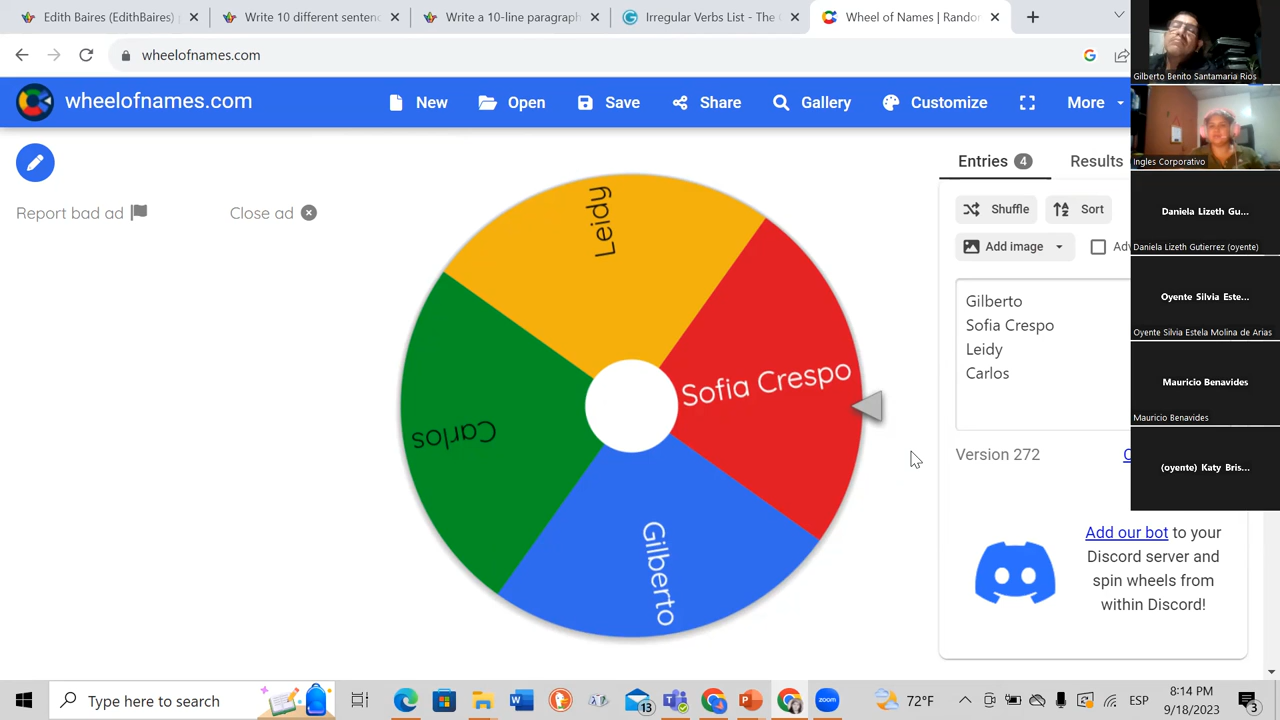 Edith Baires (EdithBaires)
Write 10 different senten
Write a 10-line paragraph
Irregular Verbs List - The
Wheel of Names | Rando
wheelofnames.com
wheelofnames.com
New
Open
Save
Share
Gallery
Customize
More
Report bad ad
Close ad
Leidy
Sofia Crespo
Gilberto
Carlos
Entries 4
Results
Shuffle
Sort
Add image
Adv
Gilberto
Sofia Crespo
Leidy
Carlos
Version 272
C
Add our bot to your
Discord server and
spin wheels from
within Discord!
Gilberto Benito Santamaria Rios
Ingles Corporativo
Daniela Lizeth Gu...
Daniela Lizeth Gutierrez (oyente)
Oyente Silvia Este...
Oyente Silvia Estela Molina de Arias
Mauricio Benavides
Mauricio Benavides
(oyente) Katy Bris...
Type here to search
13
72°F
ESP
8:14 PM
9/18/2023
3